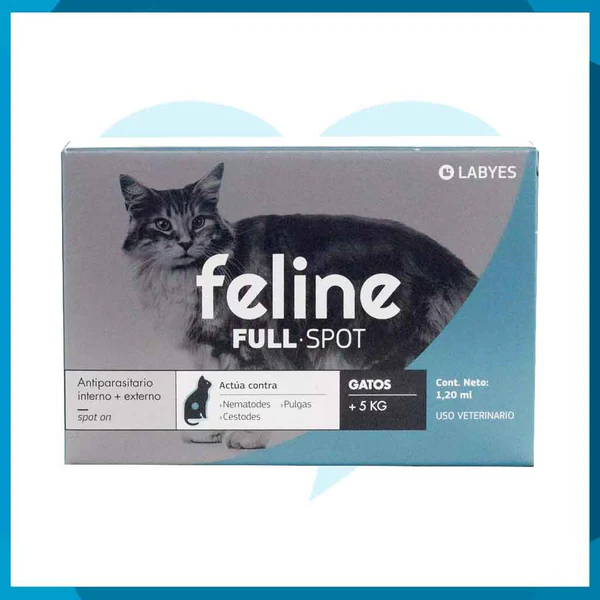 LABYES
feline
FULL·SPOT
Antiparasitario
interno + externo
spot on
Actúa contra
›Nematodes ›Pulgas
›Cestodes
GATOS
+ 5 KG
Cont. Neto:
1,20 ml
USO VETERINARIO